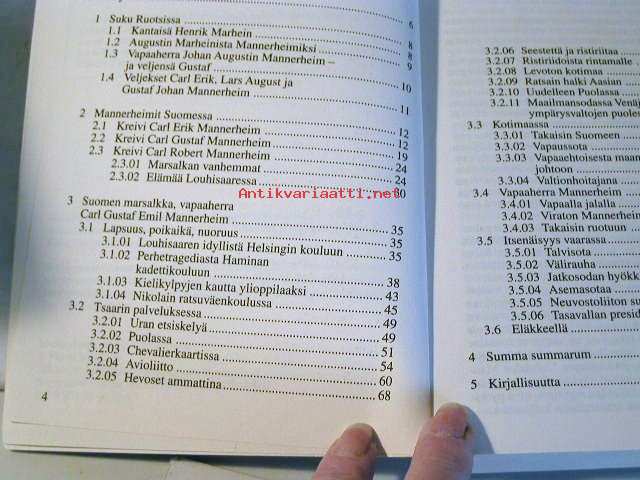 6
1 Suku Ruotsissa 8
1.1 Kantaisä Henrik Marhein 8
1.2 Augustin Marheinista Mannerheimiksi 8
1.3 Vapaaherra Johan Augustin Mannerheim –
ja veljensä Gustaf 9
1.4 Veljekset Carl Erik, Lars August ja 10
Gustaf Johan Mannerheim 11
2 Mannerheimit Suomessa 12
2.1 Kreivi Carl Erik Mannerheim 12
2.2 Kreivi Carl Gustaf Mannerheim 19
2.3 Kreivi Carl Robert Mannerheim 24
2.3.01 Marsalkan vanhemmat 24
2.3.02 Elämää Louhisaaressa 30
Antikvariaatti.net
3 Suomen marsalkka, vapaaherra
Carl Gustaf Emil Mannerheim 35
3.1 Lapsuus, poikaikä, nuoruus 35
3.1.01 Louhisaaren idyllistä Helsingin kouluun 35
3.1.02 Perhetragediasta Haminan
kadettikouluun 38
3.1.03 Kielikylpyjen kautta ylioppilaaksi 43
3.1.04 Nikolain ratsuväenkoulussa 45
3.2 Tsaarin palveluksessa 49
3.2.01 Uran etsiskelyä 49
3.2.02 Puolassa 51
3.2.03 Chevalierkaartissa 54
3.2.04 Avioliitto 60
3.2.05 Hevoset ammattina 68
4
3.2.06 Seestettä ja ristiriitaa
3.2.07 Ristiriidoista rintamalle
3.2.08 Levoton kotimaa
3.2.09 Ratsain halki Aasian
3.2.10 Uudelleen Puolassa
3.2.11 Maailmansodassa Venä
ympärysvaltojen puoles
3.3 Kotimaassa
3.3.01 Takaisin Suomeen
3.3.02 Vapaussota
3.3.03 Vapaaehtoisesta maan
johtoon
3.3.04 Valtionhoitajana
3.4 Vapaaherra Mannerheim
3.4.01 Vapaalla jalalla
3.4.02 Viraton Mannerheim
3.4.03 Takaisin ruotuun
3.5 Itsenäisyys vaarassa
3.5.01 Talvisota
3.5.02 Välirauha
3.5.03 Jatkosodan hyökk
3.5.04 Asemasotaa
3.5.05 Neuvostoliiton su
3.5.06 Tasavallan presid
3.6 Eläkkeellä
4 Summa summarum
5 Kirjallisuutta